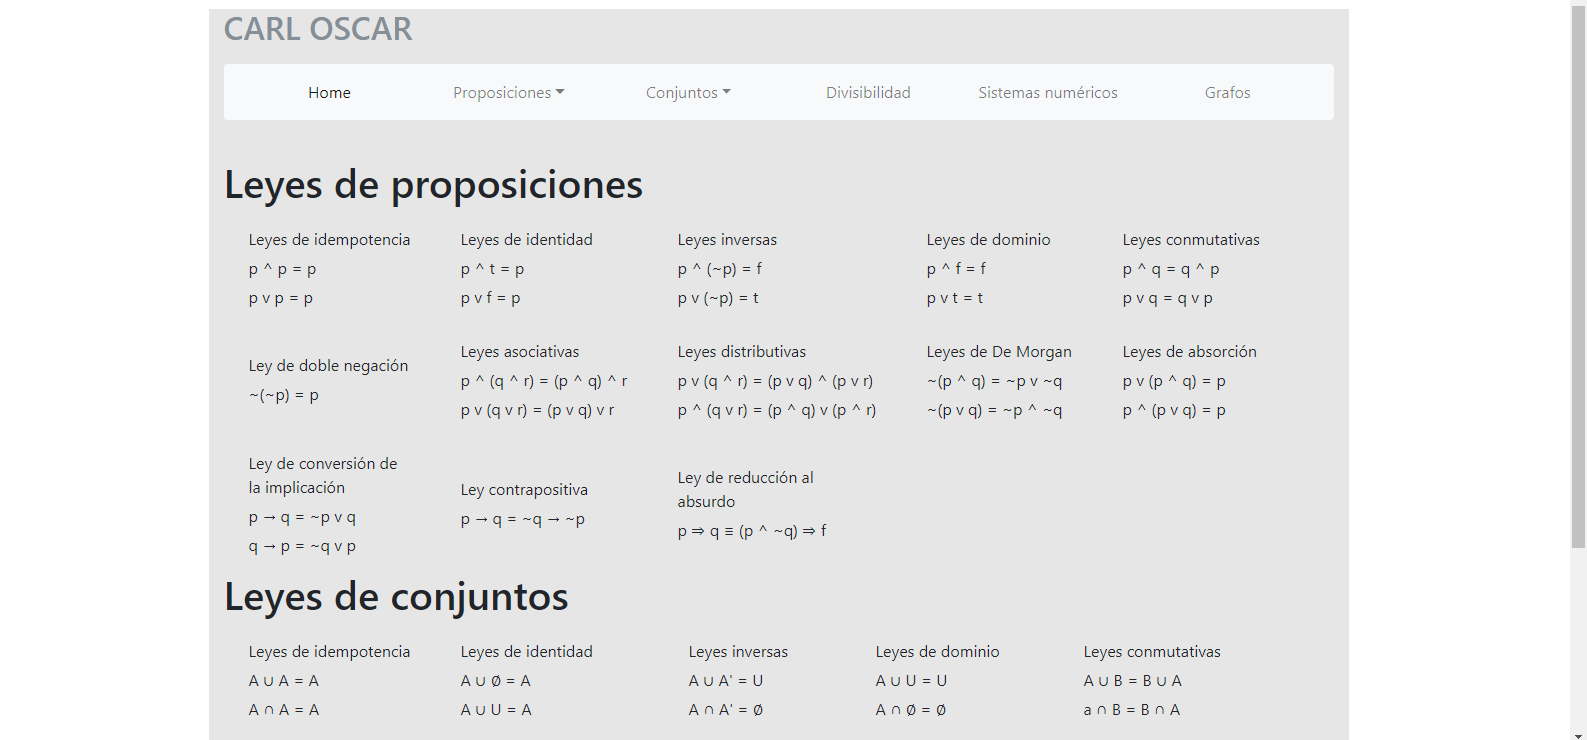 CARL OSCAR
Home Proposiciones Conjuntos Divisibilidad Sistemas numéricos Grafos
Leyes de proposiciones
Leyes de idempotencia
p ^ p = p
p v p = p
Leyes de identidad
p ^ t = p
p v f = p
Leyes inversas
p ^ (~p) = f
p v (~p) = t
Leyes de dominio
p ^ f = f
p v t = t
Leyes conmutativas
p ^ q = q ^ p
p v q = q v p
Ley de doble negación
~(~p) = p
Leyes asociativas
p ^ (q ^ r) = (p ^ q) ^ r
p v (q v r) = (p v q) v r
Leyes distributivas
p v (q ^ r) = (p v q) ^ (p v r)
p ^ (q v r) = (p ^ q) v (p ^ r)
Leyes de De Morgan
~(p ^ q) = ~p v ~q
~(p v q) = ~p ^ ~q
Leyes de absorción
p v (p ^ q) = p
p ^ (p v q) = p
Ley de conversión de
la implicación
p → q = ~p v q
q → p = ~q v p
Ley contrapositiva
p → q = ~q → ~p
Ley de reducción al
absurdo
p ⇒ q ≡ (p ^ ~q) ⇒ f
Leyes de conjuntos
Leyes de idempotencia
A ∪ A = A
A ∩ A = A
Leyes de identidad
A ∪ ∅ = A
A ∪ U = A
Leyes inversas
A ∪ A' = U
A ∩ A' = ∅
Leyes de dominio
A ∪ U = U
A ∩ ∅ = ∅
Leyes conmutativas
A ∪ B = B ∪ A
a ∩ B = B ∩ A